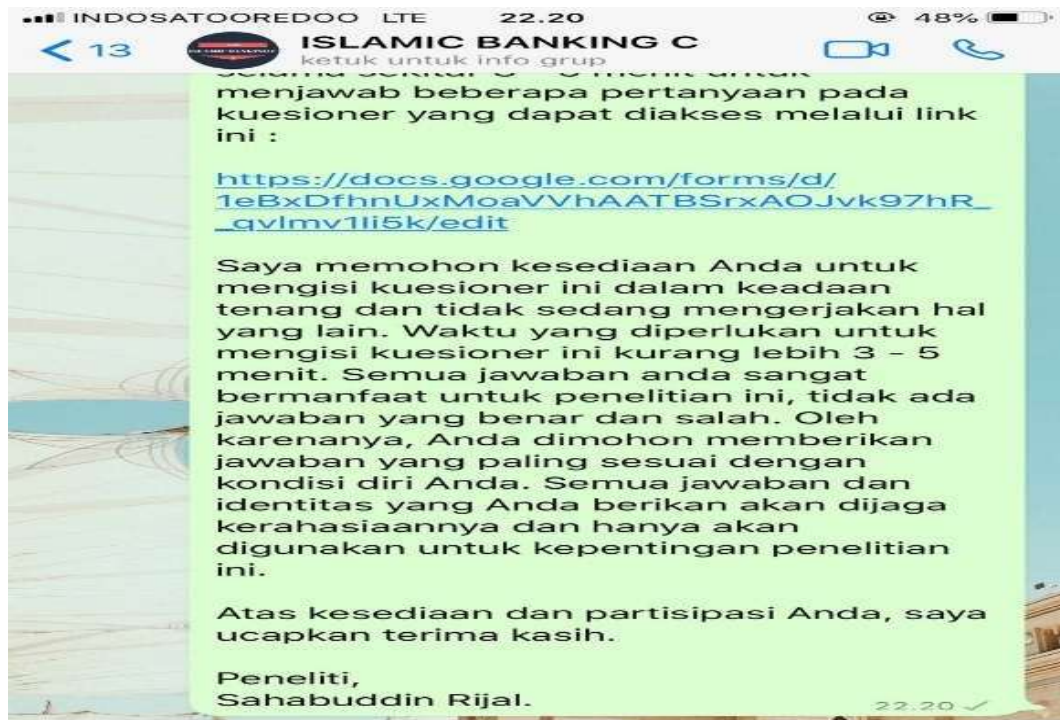 INDOSATOOREDOO LTE 22.20 48%
13 ISLAMIC BANKING C
ketuk untuk info grup
menit untuk
menjawab beberapa pertanyaan pada
kuesioner yang dapat diakses melalui link
ini :
https://docs.google.com/forms/d/
1eBxDfhnUxMoaVVhAATBSrxAOJvk97hR_
_qvlmv1Ii5k/edit
Saya memohon kesediaan Anda untuk
mengisi kuesioner ini dalam keadaan
tenang dan tidak sedang mengerjakan hal
yang lain. Waktu yang diperlukan untuk
mengisi kuesioner ini kurang lebih 3 – 5
menit. Semua jawaban anda sangat
bermanfaat untuk penelitian ini, tidak ada
jawaban yang benar dan salah. Oleh
karenanya, Anda dimohon memberikan
jawaban yang paling sesuai dengan
kondisi diri Anda. Semua jawaban dan
identitas yang Anda berikan akan dijaga
kerahasiaannya dan hanya akan
digunakan untuk kepentingan penelitian
ini.
Atas kesediaan dan partisipasi Anda, saya
ucapkan terima kasih.
Peneliti,
Sahabuddin Rijal.
22.20